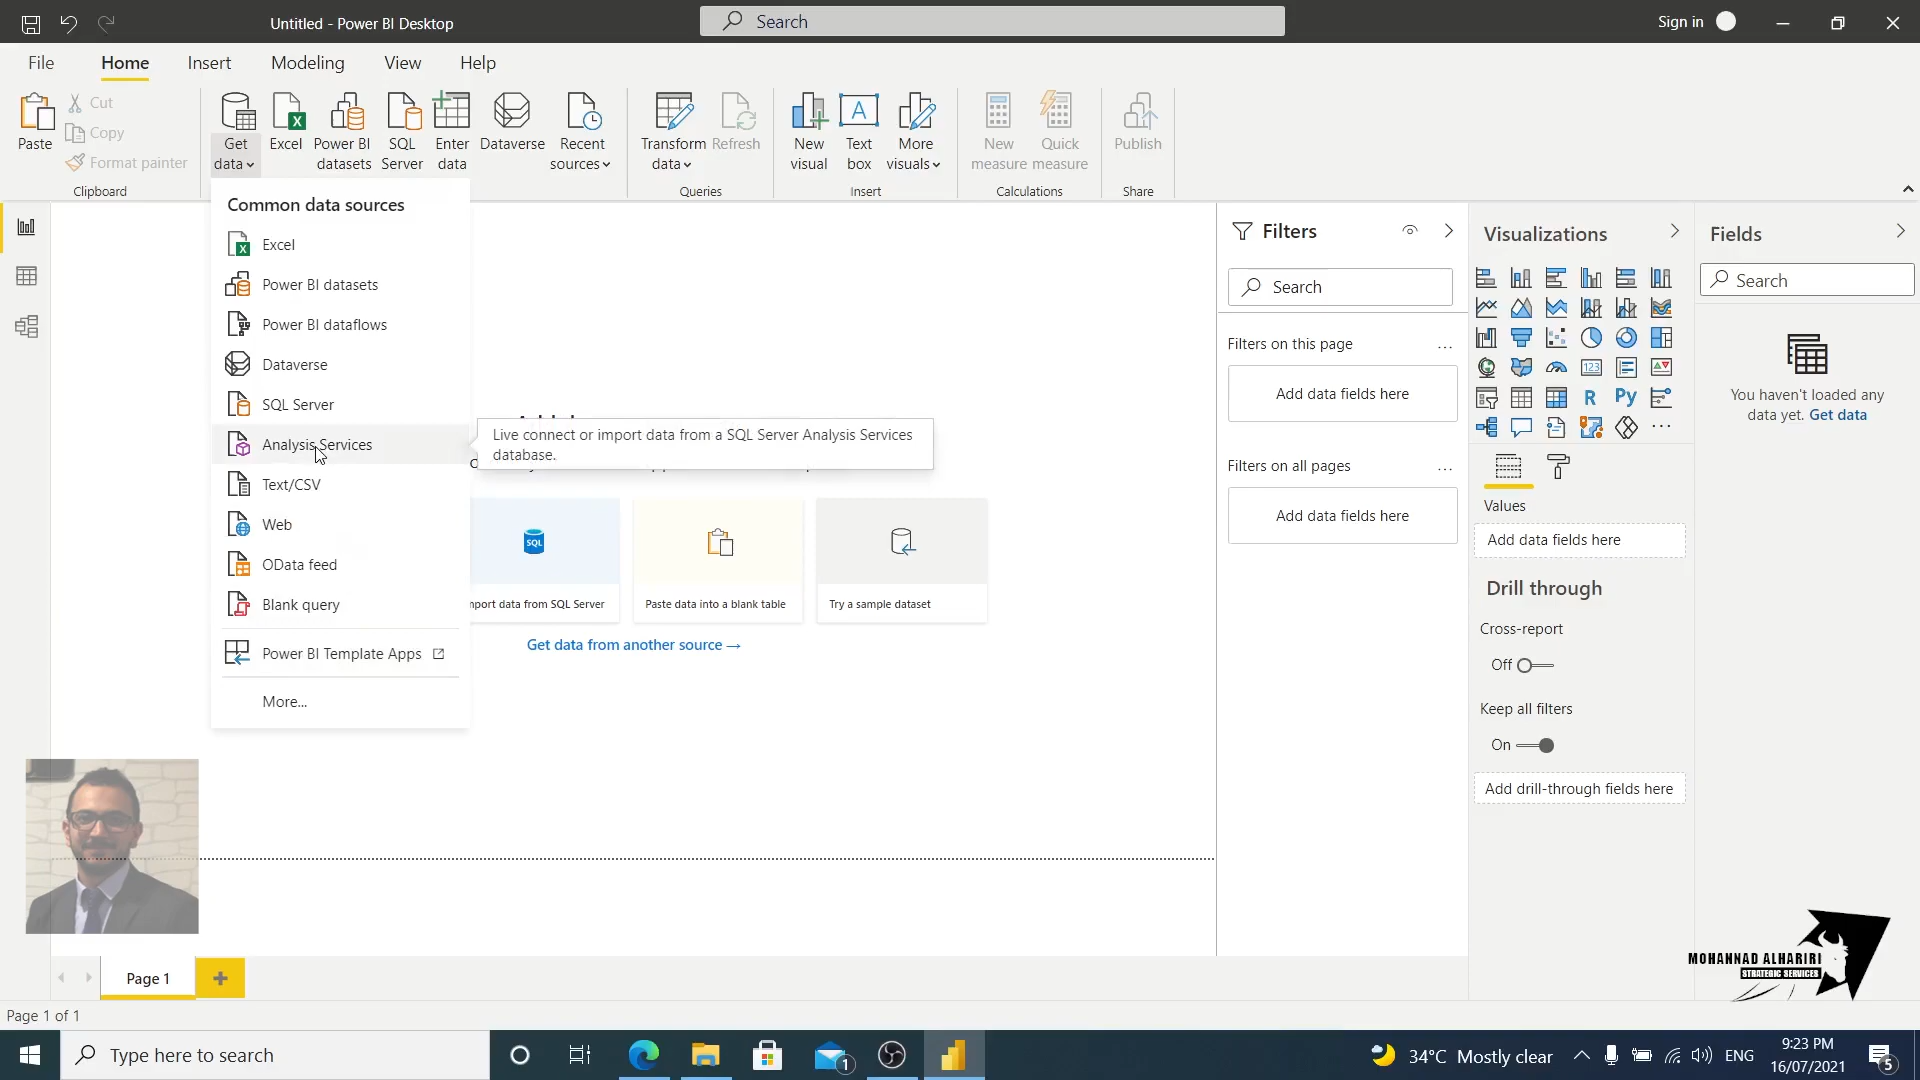 Untitled - Power BI Desktop
Search
Sign in
File
Home
Insert
Modeling
View
Help
Paste
Cut
Copy
Format painter
Clipboard
Get
data
Excel
Power BI
datasets
SQL
Server
Enter
data
Dataverse
Recent
sources
Transform
data
Refresh
Queries
New
visual
Text
box
More
visuals
Insert
New
measure
Quick
measure
Calculations
Publish
Share
Common data sources
Excel
Power BI datasets
Power BI dataflows
Dataverse
SQL Server
Analysis Services
Text/CSV
Web
OData feed
Blank query
Power BI Template Apps
More...
Live connect or import data from a SQL Server Analysis Services
database.
SQL
mport data from SQL Server
Paste data into a blank table
Try a sample dataset
Get data from another source →
Filters
Search
Filters on this page
...
Add data fields here
Filters on all pages
...
Add data fields here
Visualizations
123
R
Py
...
Values
Add data fields here
Drill through
Cross-report
Off
Keep all filters
On
Add drill-through fields here
Fields
Search
You haven't loaded any
data yet. Get data
MOHANNAD ALHARIRI
STRATEGIC SERVICES
Page 1
Page 1 of 1
Type here to search
1
34°C Mostly clear
ENG
9:23 PM
16/07/2021
5